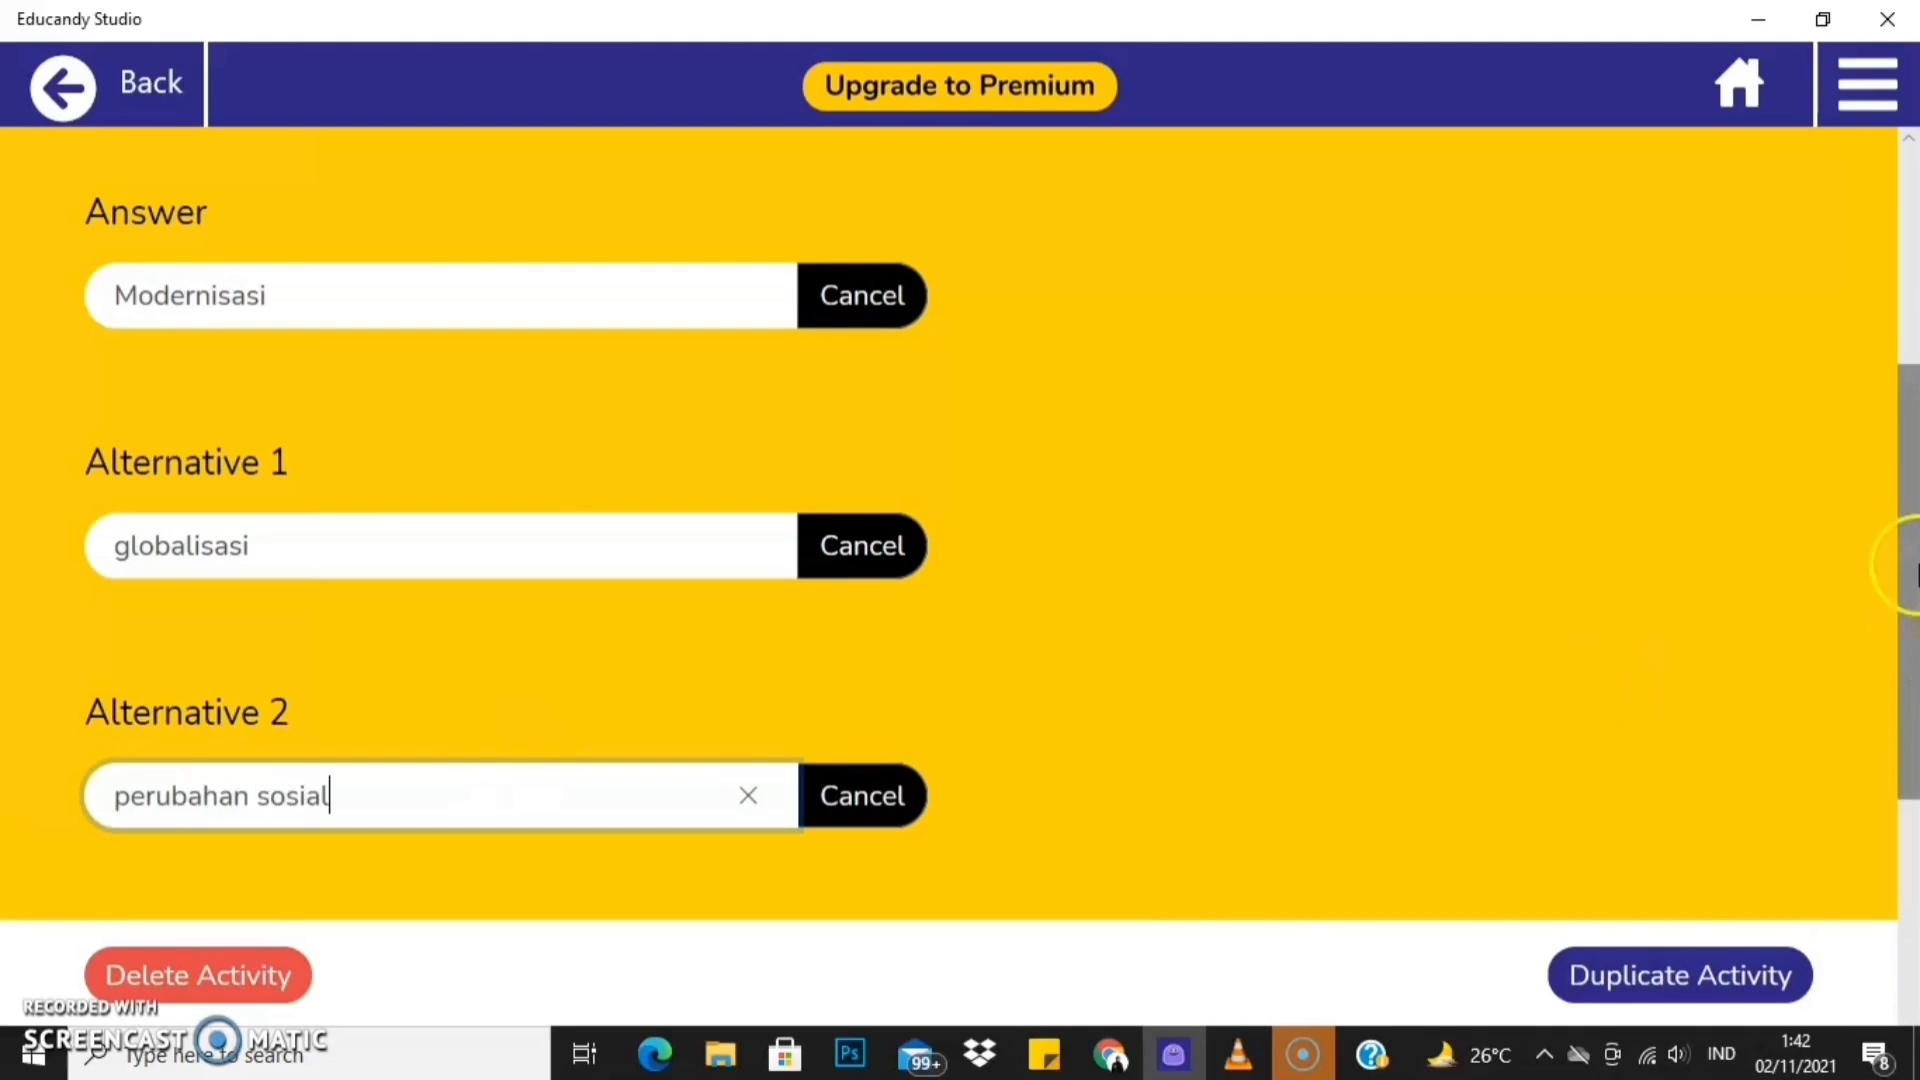 Educandy Studio
Back
Upgrade to Premium
Answer
Modernisasi
Cancel
Alternative 1
globalisasi
Cancel
Alternative 2
perubahan sosial
Cancel
Delete Activity
Duplicate Activity
RECORDED WITH
SCREENCAST MATIC
Type here to search
Ps
99+
26°C
IND
1:42
02/11/2021
8